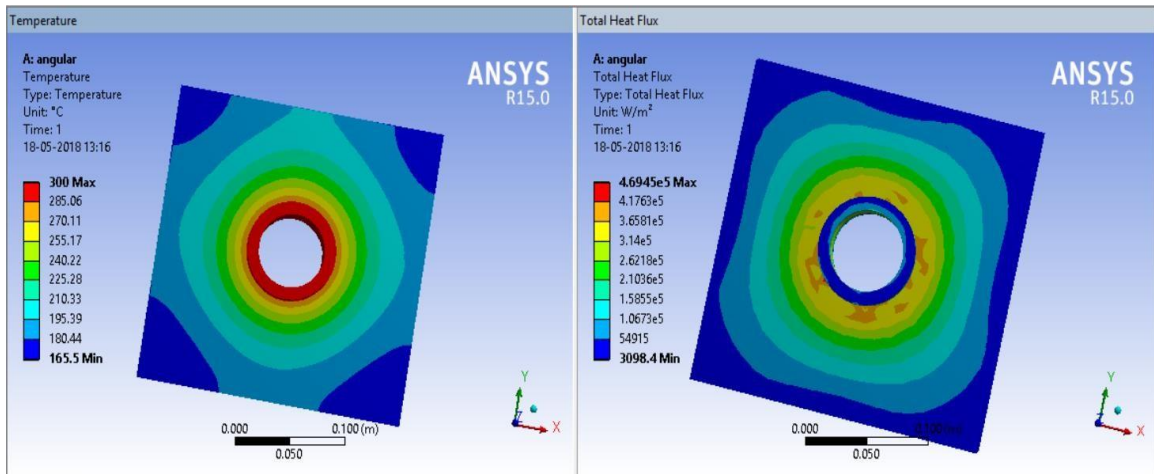 Temperature
A: angular
Temperature
Type: Temperature
Unit: °C
Time: 1
18-05-2018 13:16
ANSYS
R15.0
300 Max
285.06
270.11
255.17
240.22
225.28
210.33
195.39
180.44
165.5 Min
0.000
0.100 (m)
0.050
Y
Z
X
Total Heat Flux
A: angular
Total Heat Flux
Type: Total Heat Flux
Unit: W/m²
Time: 1
18-05-2018 13:16
ANSYS
R15.0
4.6945e5 Max
4.1763e5
3.6581e5
3.14e5
2.6218e5
2.1036e5
1.5855e5
1.0673e5
54915
3098.4 Min
0.000
0.100 (m)
0.050
Y
Z
X